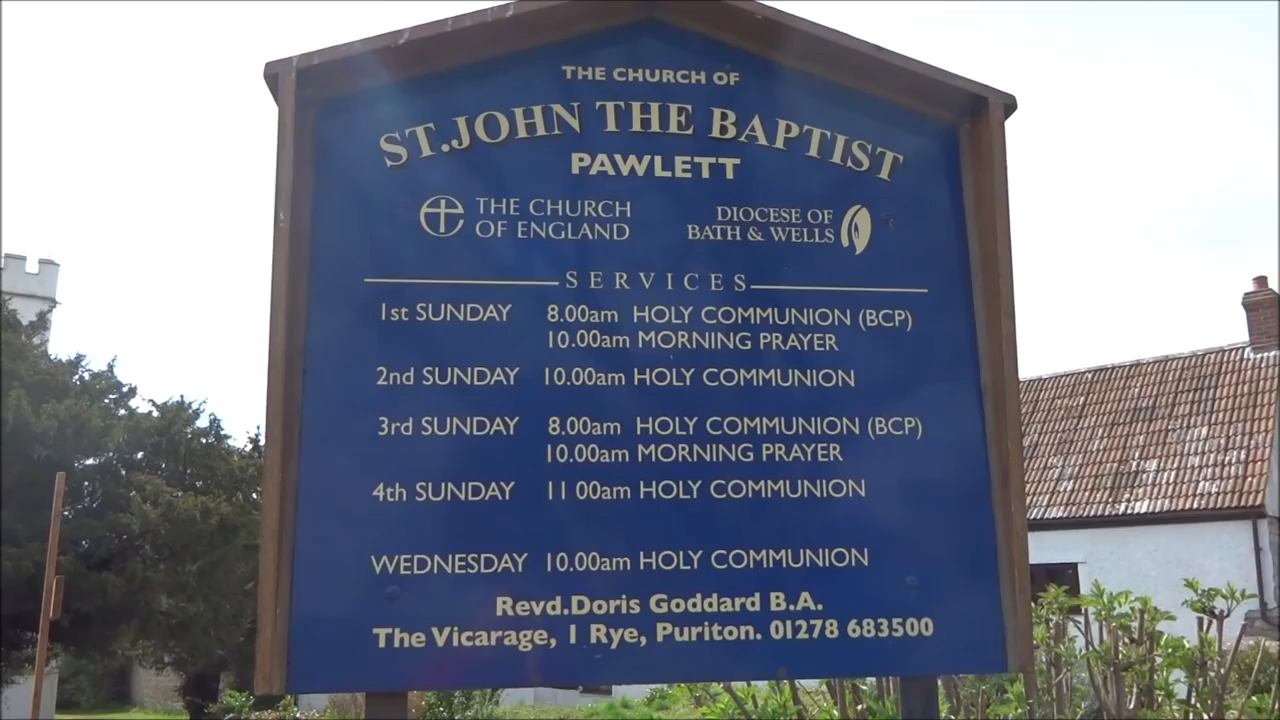 THE CHURCH OF
ST.JOHN THE BAPTIST
PAWLETT
THE CHURCH OF ENGLAND
DIOCESE OF BATH & WELLS
SERVICES
1st SUNDAY 8.00am HOLY COMMUNION (BCP)
10.00am MORNING PRAYER
2nd SUNDAY 10.00am HOLY COMMUNION
3rd SUNDAY 8.00am HOLY COMMUNION (BCP)
10.00am MORNING PRAYER
4th SUNDAY 11 00am HOLY COMMUNION
WEDNESDAY 10.00am HOLY COMMUNION
Revd.Doris Goddard B.A.
The Vicarage, 1 Rye, Puriton. 01278 683500